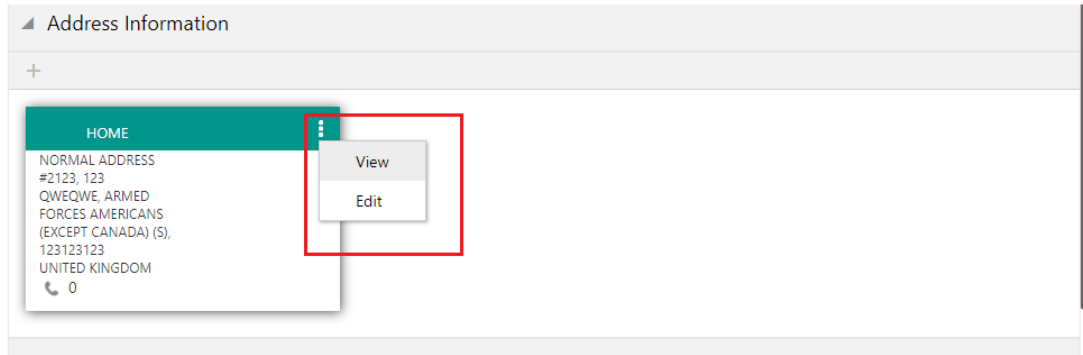 Address Information
+
HOME
View
Edit
NORMAL ADDRESS
#2123, 123
QWEQWE, ARMED
FORCES AMERICANS
(EXCEPT CANADA) (S),
123123123
UNITED KINGDOM
0